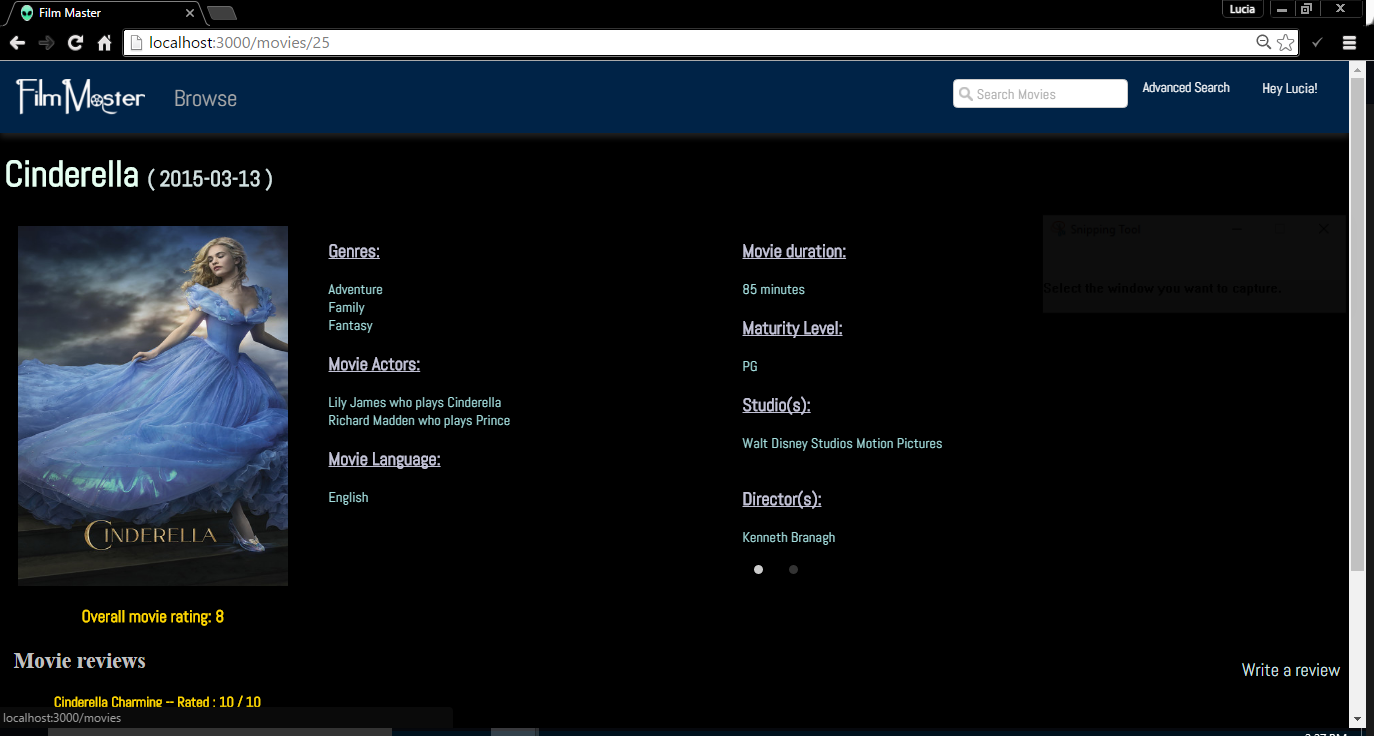 Film Master
Lucia
localhost:3000/movies/25
Film Master
Browse
Search Movies
Advanced Search
Hey Lucia!
Cinderella ( 2015-03-13 )
Snipping Tool
Select the window you want to capture.
CINDERELLA
Genres:
Adventure
Family
Fantasy
Movie Actors:
Lily James who plays Cinderella
Richard Madden who plays Prince
Movie Language:
English
Movie duration:
85 minutes
Maturity Level:
PG
Studio(s):
Walt Disney Studios Motion Pictures
Director(s):
Kenneth Branagh
Overall movie rating: 8
Movie reviews
Write a review
Cinderella Charming -- Rated : 10 / 10
localhost:3000/movies